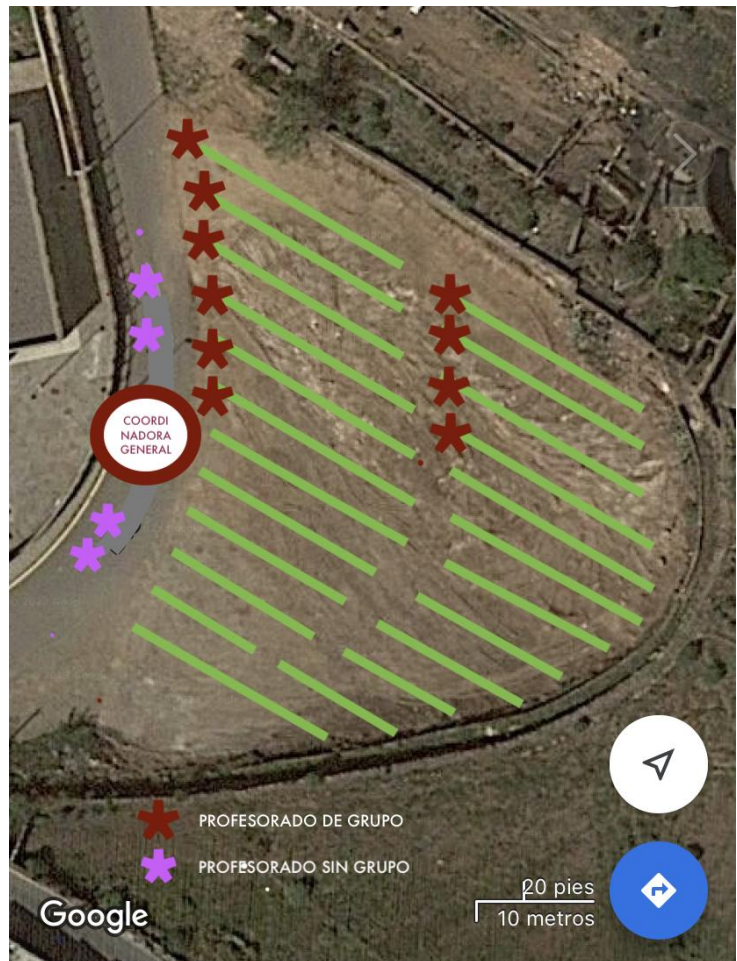 COORDI
NADORA
GENERAL
PROFESORADO DE GRUPO
PROFESORADO SIN GRUPO
20 pies
10 metros
Google